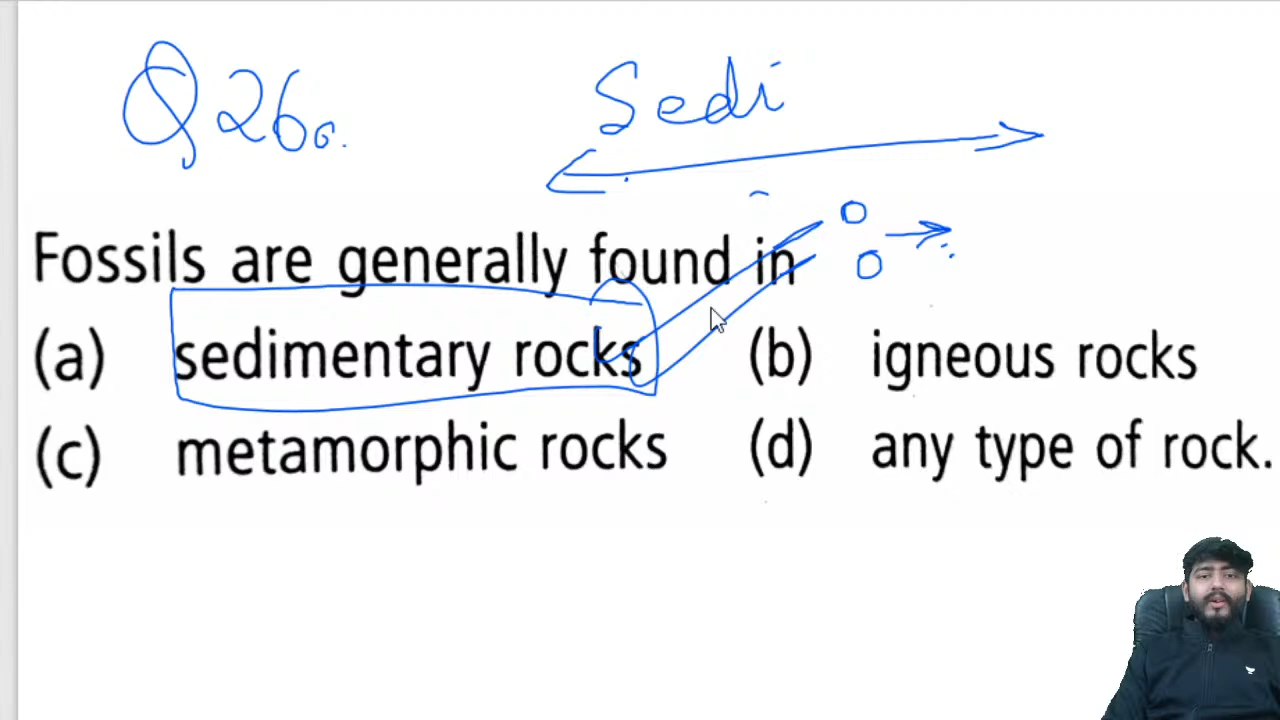 Q26.
Sedi
Fossils are generally found in
(a) sedimentary rocks (b) igneous rocks
(c) metamorphic rocks (d) any type of rock.